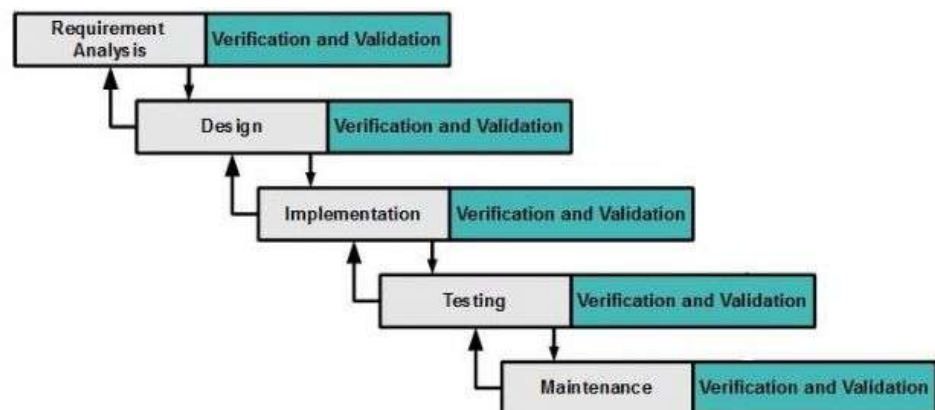 Requirement
Analysis
Verification and Validation
Design
Verification and Validation
Implementation
Verification and Validation
Testing
Verification and Validation
Maintenance
Verification and Validation